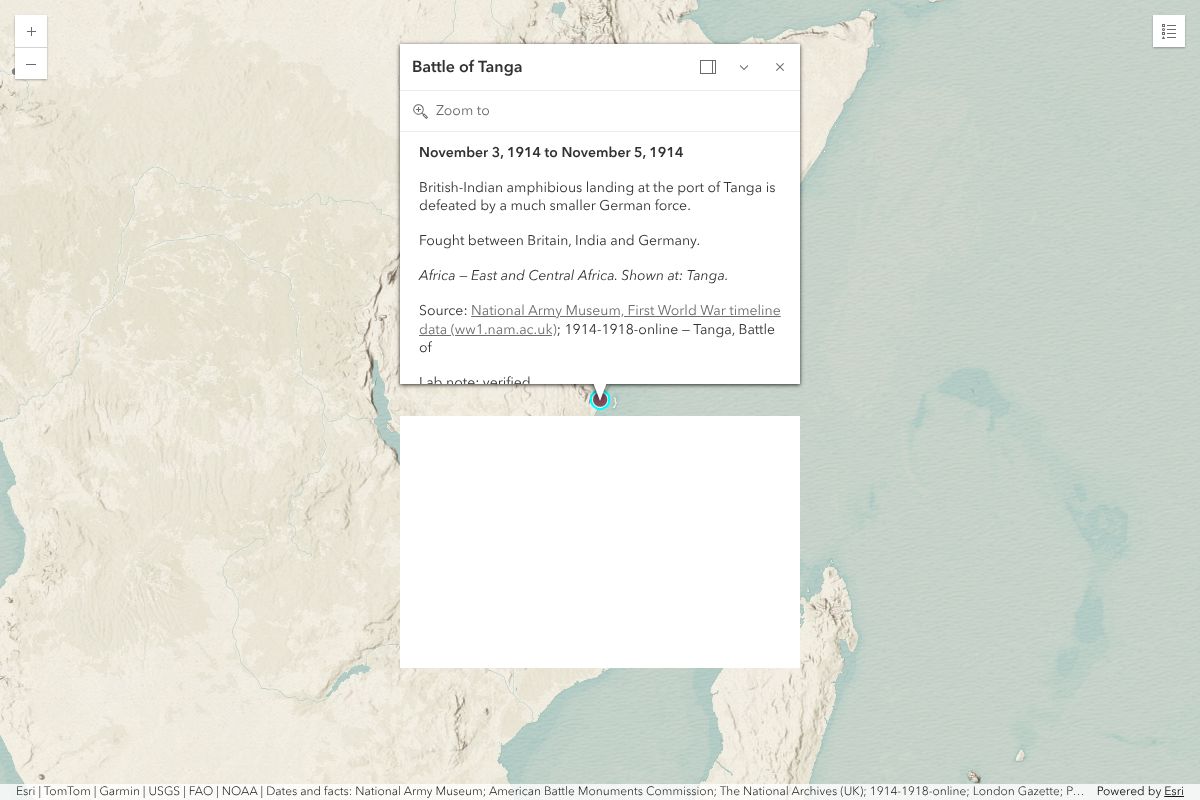 Battle of Tanga
Zoom to
November 3, 1914 to November 5, 1914
British-Indian amphibious landing at the port of Tanga is
defeated by a much smaller German force.
Fought between Britain, India and Germany.
Africa — East and Central Africa. Shown at: Tanga.
Source: National Army Museum, First World War timeline
data (ww1.nam.ac.uk); 1914-1918-online — Tanga, Battle
of
Lab note: verified
Esri | TomTom | Garmin | USGS | FAO | NOAA | Dates and facts: National Army Museum; American Battle Monuments Commission; The National Archives (UK); 1914-1918-online; London Gazette; P... Powered by Esri